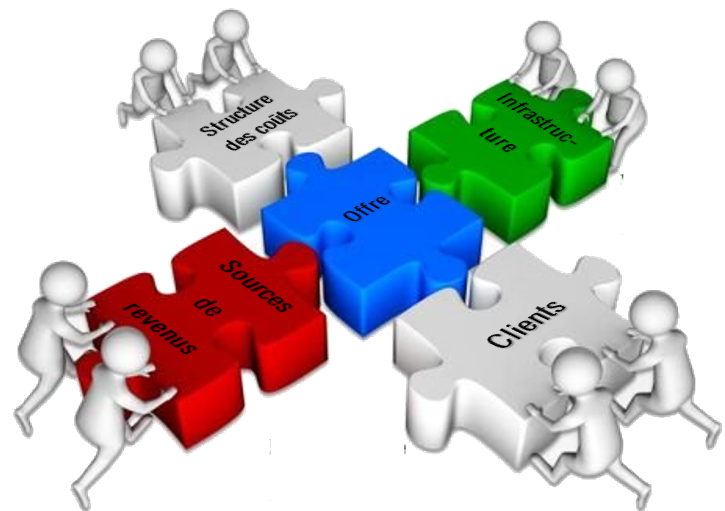 Structure
des coûts
Infrastruc-
ture
Offre
Sources
de
revenus
Clients